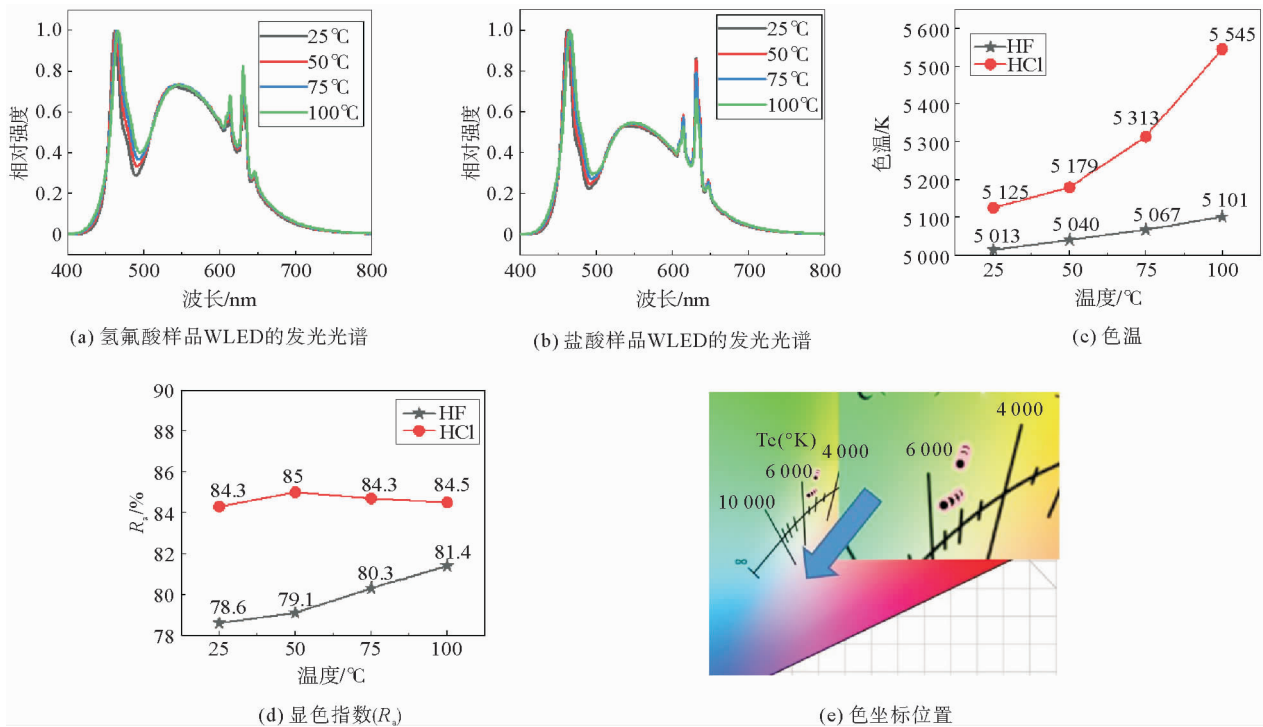 1.0
0.8
0.6
0.4
0.2
0
相对强度
25℃
50℃
75℃
100℃
400 500 600 700 800
波长/nm
(a) 氢氟酸样品WLED的发光光谱
1.0
0.8
0.6
0.4
0.2
0
相对强度
25℃
50℃
75℃
100℃
400 500 600 700 800
波长/nm
(b) 盐酸样品WLED的发光光谱
5 600
5 500
5 400
5 300
5 200
5 100
5 000
色温/K
HF
HCl
5 545
5 313
5 179
5 125
5 101
5 067
5 040
5 013
25 50 75 100
温度/℃
(c) 色温
90
88
86
84
82
80
78
Ra/%
HF
HCl
84.3 85 84.3 84.5
78.6 79.1 80.3 81.4
25 50 75 100
温度/℃
(d) 显色指数(Ra)
Tc(°K)
4 000
6 000
10 000
∞
4 000
6 000
(e) 色坐标位置